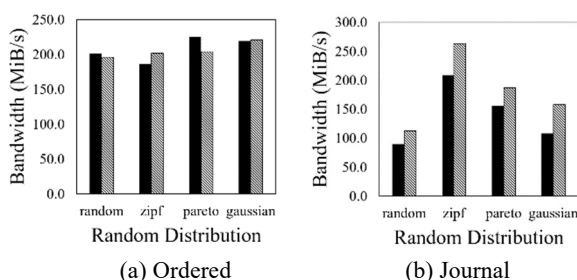 Bandwidth (MiB/s)
250.0
200.0
150.0
100.0
50.0
0.0
random zipf pareto gaussian
Random Distribution
(a) Ordered
Bandwidth (MiB/s)
300.0
250.0
200.0
150.0
100.0
50.0
0.0
random zipf pareto gaussian
Random Distribution
(b) Journal